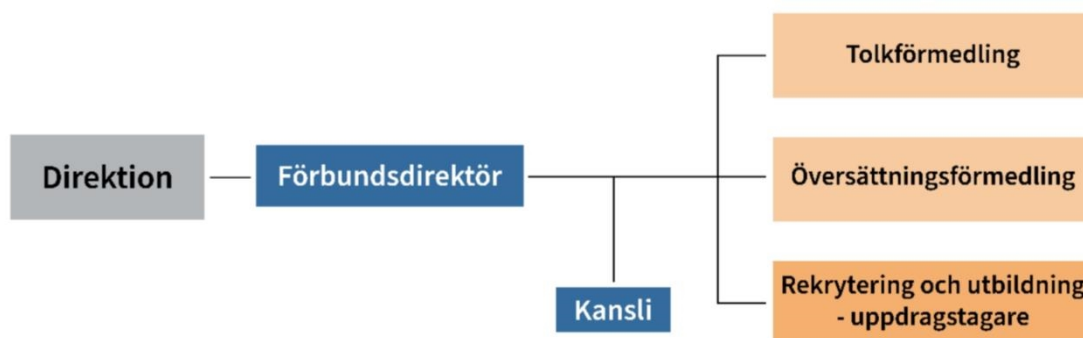 Direktion
Förbundsdirektör
Kansli
Tolkförmedling
Översättningsförmedling
Rekrytering och utbildning
- uppdragstagare